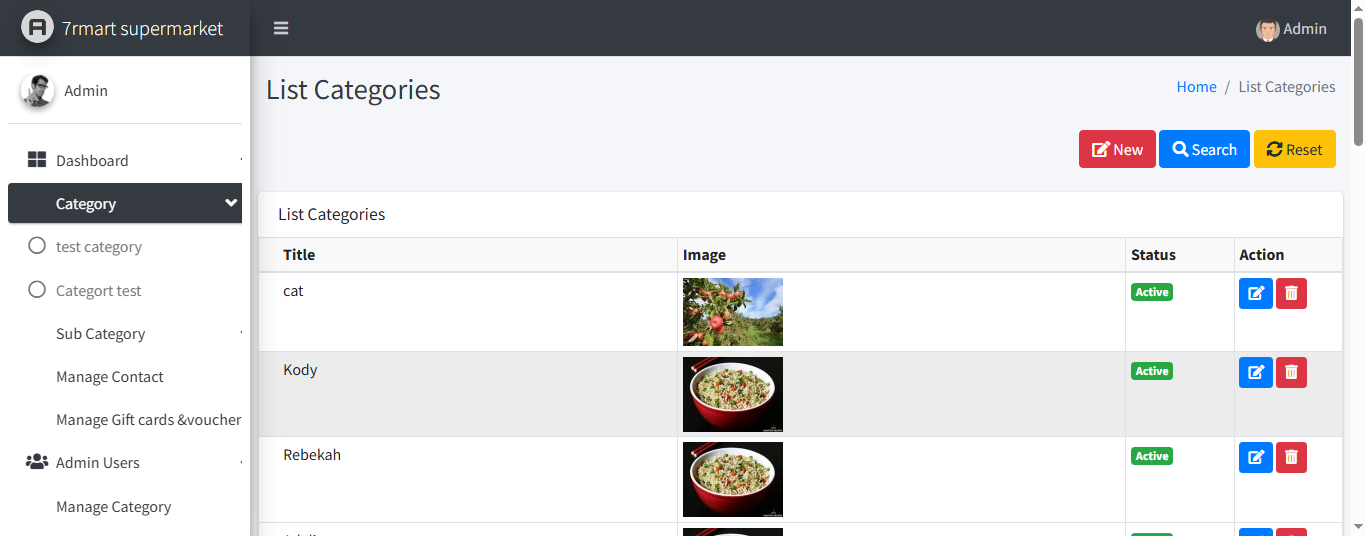 7rmart supermarket
Admin
Admin
List Categories
Home / List Categories
New Search Reset
Dashboard
Category
test category
Categort test
Sub Category
Manage Contact
Manage Gift cards &voucher
Admin Users
Manage Category
List Categories
Title Image Status Action
cat Active
Kody Active
Rebekah Active